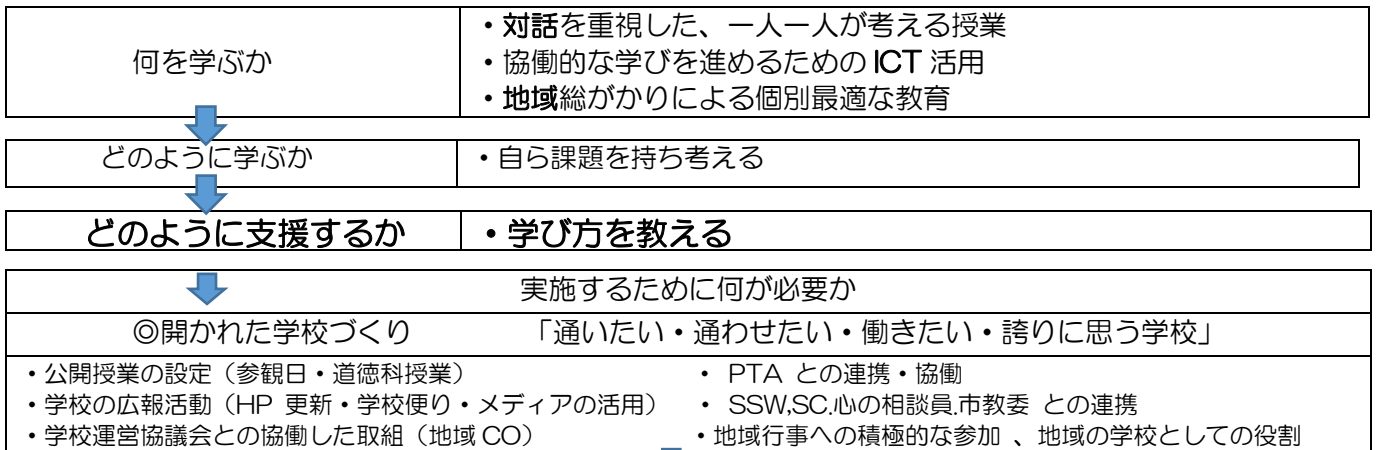 何を学ぶか
・対話を重視した、一人一人が考える授業
・協働的な学びを進めるための ICT 活用
・地域総がかりによる個別最適な教育
どのように学ぶか ・自ら課題を持ち考える
どのように支援するか ・学び方を教える
実施するために何が必要か
◎開かれた学校づくり 「通いたい・通わせたい・働きたい・誇りに思う学校」
・公開授業の設定（参観日・道徳科授業） ・ PTA との連携・協働
・学校の広報活動（HP 更新・学校便り・メディアの活用） ・ SSW,SC.心の相談員.市教委 との連携
・学校運営協議会との協働した取組（地域 CO） ・地域行事への積極的な参加 、地域の学校としての役割